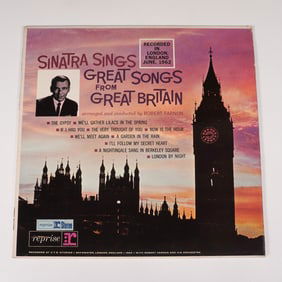 SINATRA SINGS
RECORDED
IN
LONDON,
ENGLAND
JUNE, 1962
GREAT SONGS
FROM
GREAT BRITAIN
arranged and conducted by ROBERT FARNON
• THE GYPSY • WE'LL GATHER LILACS IN THE SPRING
• IF I HAD YOU • THE VERY THOUGHT OF YOU • NOW IS THE HOUR
• WE'LL MEET AGAIN • A GARDEN IN THE RAIN
• I'LL FOLLOW MY SECRET HEART
• A NIGHTINGALE SANG IN BERKELEY SQUARE
• LONDON BY NIGHT
reprise
Stereo
reprise